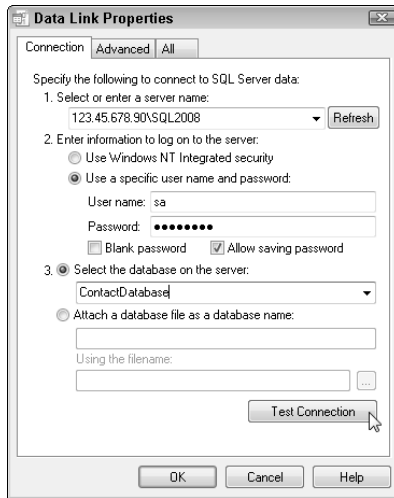 Data Link Properties
Connection Advanced All
Specify the following to connect to SQL Server data:
1. Select or enter a server name:
123.45.678.90\SQL2008 Refresh
2. Enter information to log on to the server:
Use Windows NT Integrated security
Use a specific user name and password:
User name: sa
Password: ●●●●●●●●
Blank password Allow saving password
3. Select the database on the server:
ContactDatabase
Attach a database file as a database name:
Using the filename:
...
Test Connection
OK Cancel Help